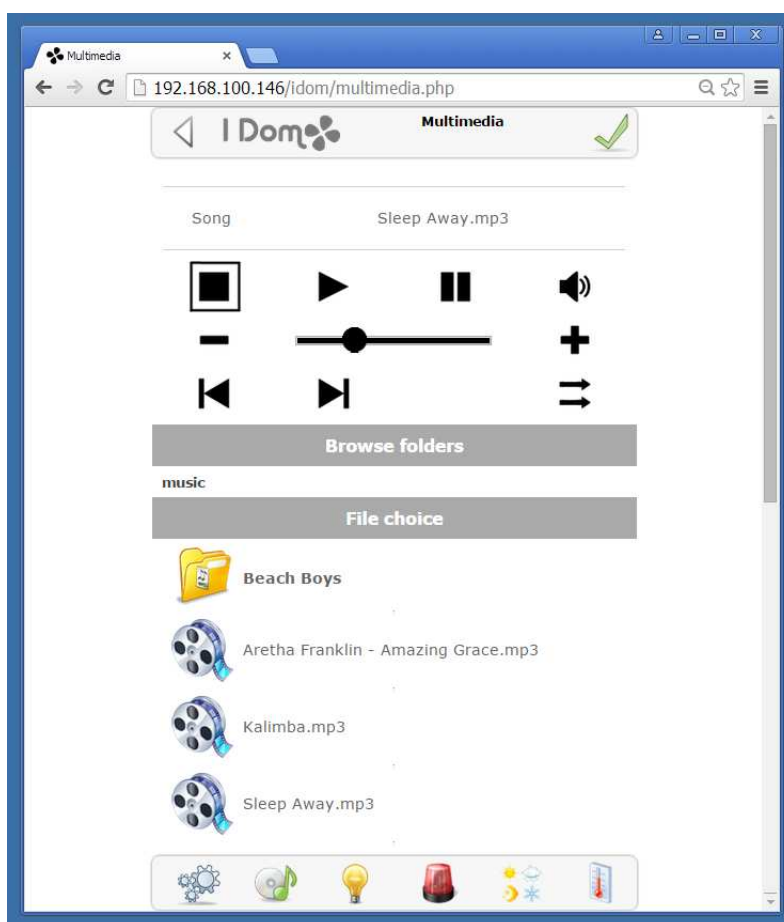 Multimedia
192.168.100.146/idom/multimedia.php
I Dom
Multimedia
Song Sleep Away.mp3
Browse folders
music
File choice
Beach Boys
Aretha Franklin - Amazing Grace.mp3
Kalimba.mp3
Sleep Away.mp3